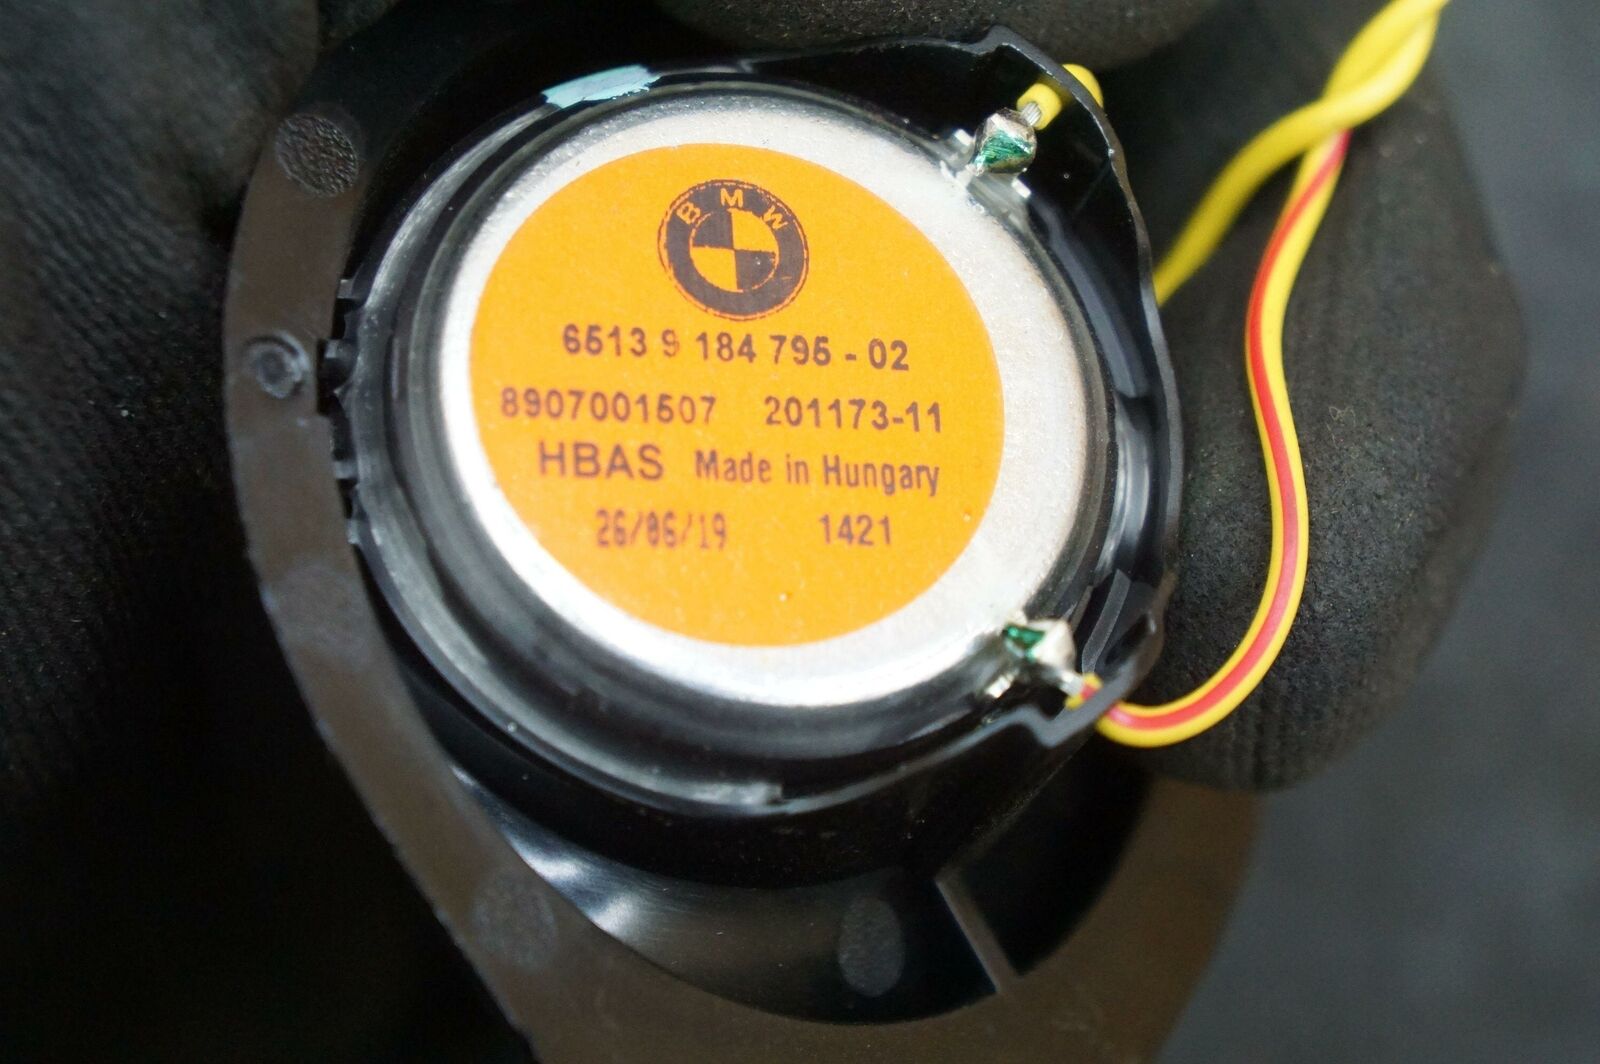 BMW
6513 9 184 795 - 02
8907001507 201173-11
HBAS Made in Hungary
26/06/19 1421